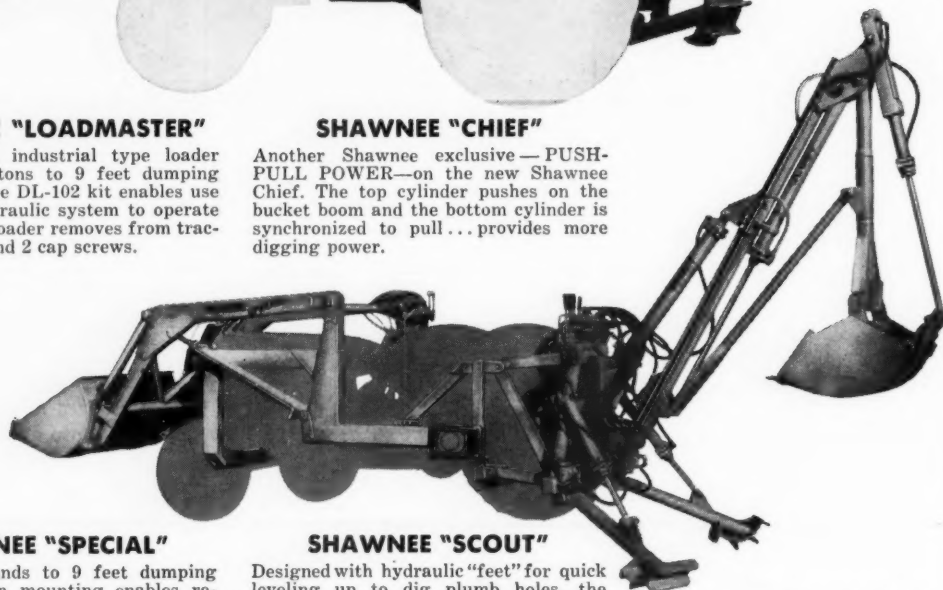 "LOADMASTER"
industrial type loader
tons to 9 feet dumping
DL-102 kit enables use
raulic system to operate
oader removes from trac-
nd 2 cap screws.
SHAWNEE "CHIEF"
Another Shawnee exclusive — PUSH-
PULL POWER—on the new Shawnee
Chief. The top cylinder pushes on the
bucket boom and the bottom cylinder is
synchronized to pull ... provides more
digging power.
NEE "SPECIAL"
nds to 9 feet dumping
mounting enables re-
SHAWNEE "SCOUT"
Designed with hydraulic "feet" for quick
leveling up to dig plumb holes, the